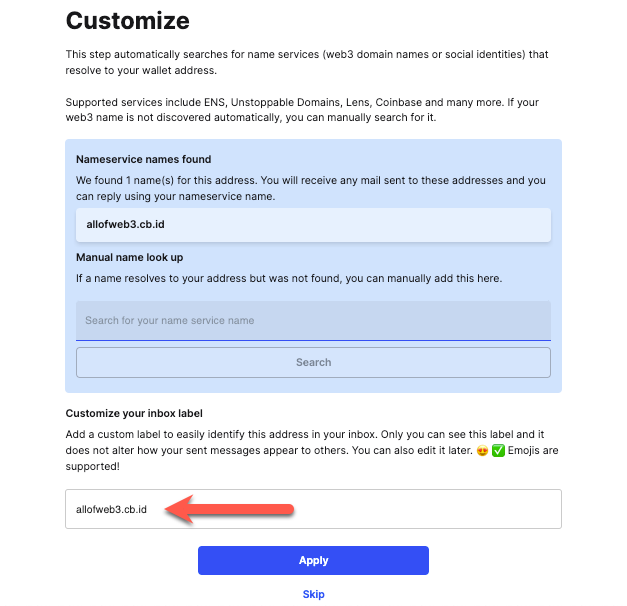 Customize
This step automatically searches for name services (web3 domain names or social identities) that
resolve to your wallet address.
Supported services include ENS, Unstoppable Domains, Lens, Coinbase and many more. If your
web3 name is not discovered automatically, you can manually search for it.
Nameservice names found
We found 1 name(s) for this address. You will receive any mail sent to these addresses and you
can reply using your nameservice name.
allofweb3.cb.id
Manual name look up
If a name resolves to your address but was not found, you can manually add this here.
Search for your name service name
Search
Customize your inbox label
Add a custom label to easily identify this address in your inbox. Only you can see this label and it
does not alter how your sent messages appear to others. You can also edit it later. 😍 ✅ Emojis are
supported!
allofweb3.cb.id
Apply
Skip